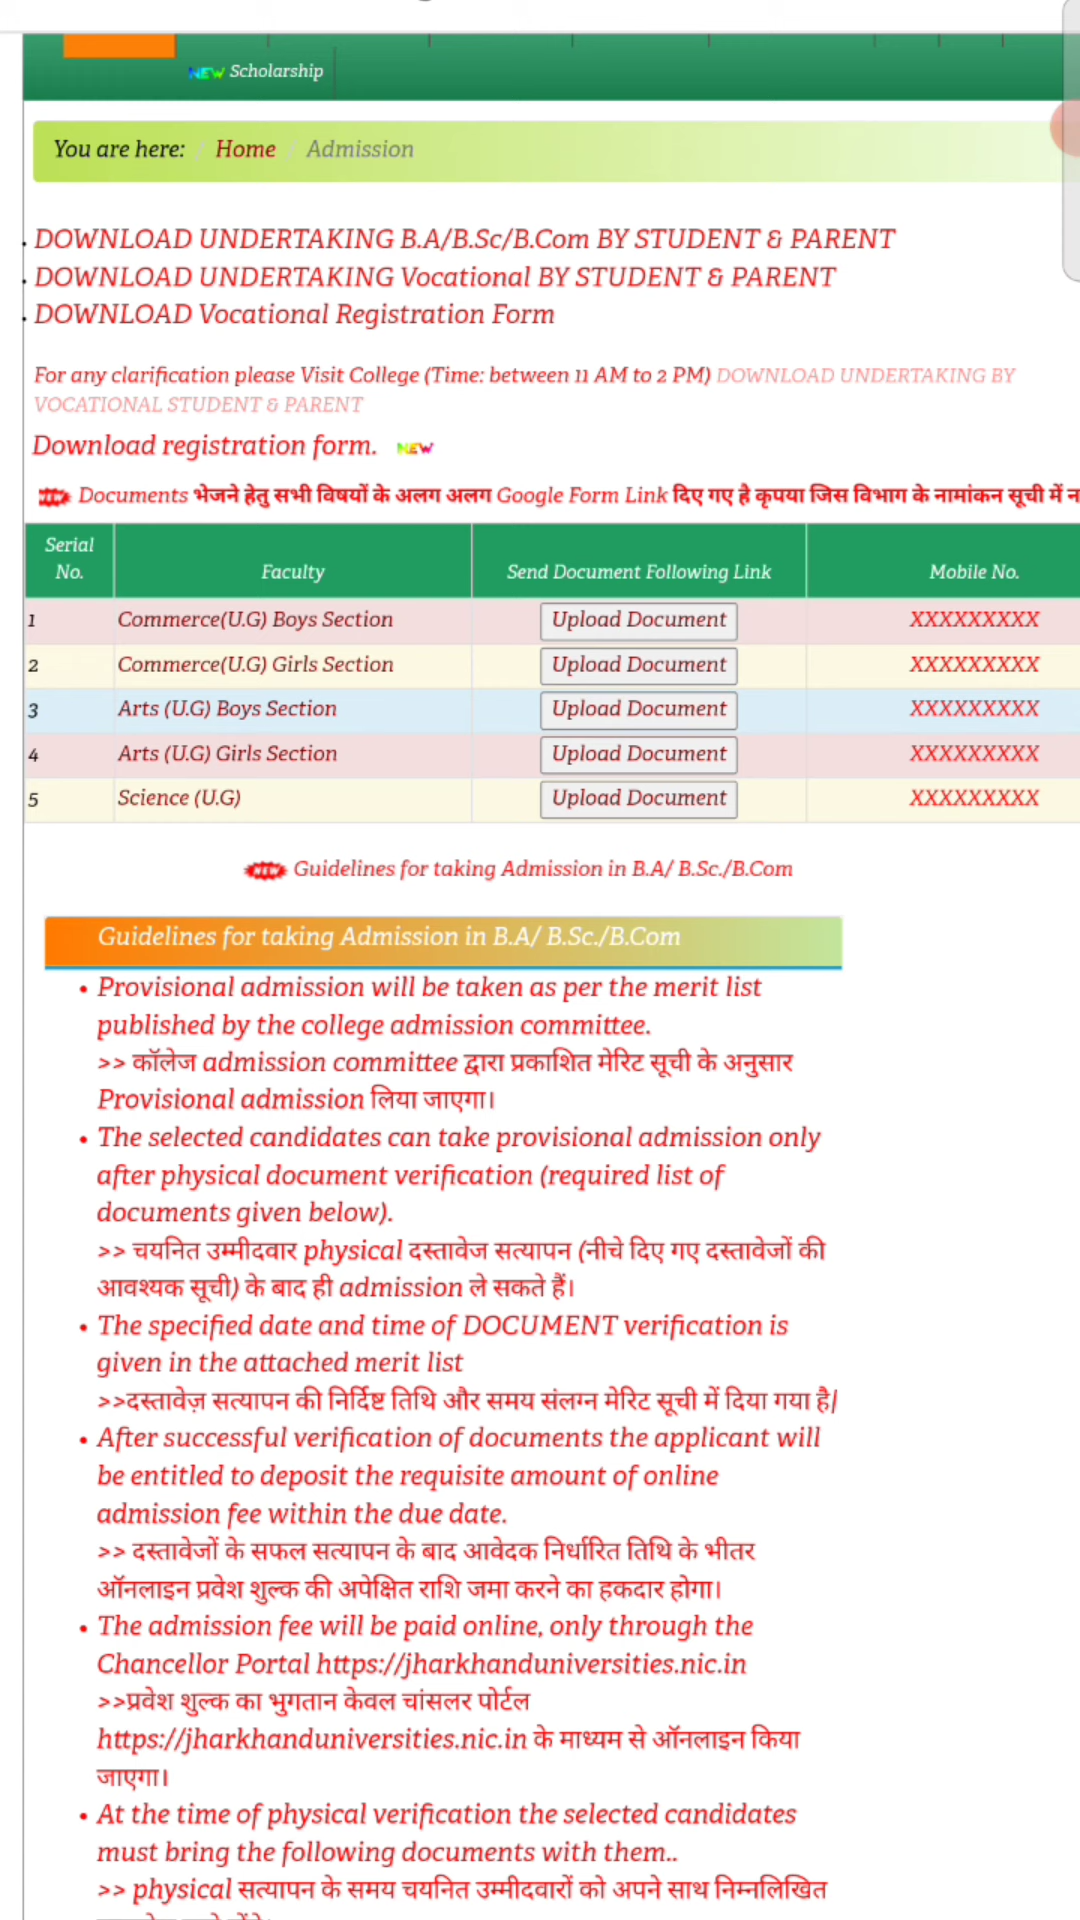 NEW Scholarship
You are here: / Home / Admission
DOWNLOAD UNDERTAKING B.A/B.Sc/B.Com BY STUDENT & PARENT
DOWNLOAD UNDERTAKING Vocational BY STUDENT & PARENT
DOWNLOAD Vocational Registration Form
For any clarification please Visit College (Time: between 11 AM to 2 PM) DOWNLOAD UNDERTAKING BY
VOCATIONAL STUDENT & PARENT
Download registration form. NEW
NEW Documents भेजने हेतु सभी विषयों के अलग अलग Google Form Link दिए गए है कृपया जिस विभाग के नामांकन सूची में
Serial
No. Faculty Send Document Following Link Mobile No.
1 Commerce(U.G) Boys Section Upload Document XXXXXXXXX
2 Commerce(U.G) Girls Section Upload Document XXXXXXXXX
3 Arts (U.G) Boys Section Upload Document XXXXXXXXX
4 Arts (U.G) Girls Section Upload Document XXXXXXXXX
5 Science (U.G) Upload Document XXXXXXXXX
NEW Guidelines for taking Admission in B.A/ B.Sc./B.Com
Guidelines for taking Admission in B.A/ B.Sc./B.Com
• Provisional admission will be taken as per the merit list
published by the college admission committee.
>> कॉलेज admission committee द्वारा प्रकाशित मेरिट सूची के अनुसार
Provisional admission लिया जाएगा।
• The selected candidates can take provisional admission only
after physical document verification (required list of
documents given below).
>> चयनित उम्मीदवार physical दस्तावेज सत्यापन (नीचे दिए गए दस्तावेजों की
आवश्यक सूची) के बाद ही admission ले सकते हैं।
• The specified date and time of DOCUMENT verification is
given in the attached merit list
>>दस्तावेज़ सत्यापन की निर्दिष्ट तिथि और समय संलग्न मेरिट सूची में दिया गया है|
• After successful verification of documents the applicant will
be entitled to deposit the requisite amount of online
admission fee within the due date.
>> दस्तावेजों के सफल सत्यापन के बाद आवेदक निर्धारित तिथि के भीतर
ऑनलाइन प्रवेश शुल्क की अपेक्षित राशि जमा करने का हकदार होगा।
• The admission fee will be paid online, only through the
Chancellor Portal https://jharkhanduniversities.nic.in
>>प्रवेश शुल्क का भुगतान केवल चांसलर पोर्टल
https://jharkhanduniversities.nic.in के माध्यम से ऑनलाइन किया
जाएगा।
• At the time of physical verification the selected candidates
must bring the following documents with them..
>> physical सत्यापन के समय चयनित उम्मीदवारों को अपने साथ निम्नलिखित